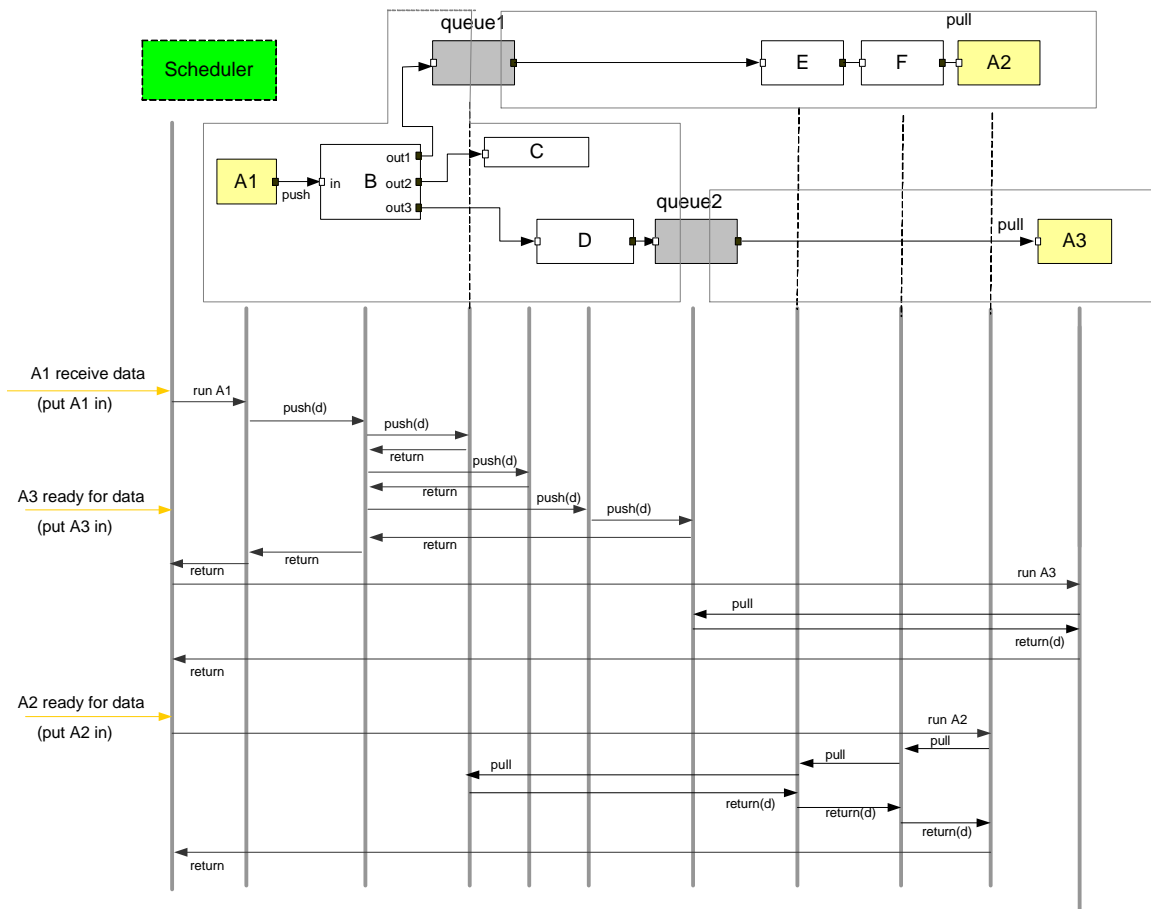 queue1
pull
Scheduler
E
F
A2
out1
C
A1
in
B
out2
push
out3
queue2
pull
D
A3
A1 receive data
run A1
(put A1 in)
push(d)
push(d)
return
push(d)
return
A3 ready for data
push(d)
push(d)
(put A3 in)
return
return
return
run A3
pull
return(d)
return
A2 ready for data
run A2
(put A2 in)
pull
pull
pull
return(d)
return(d)
return(d)
return